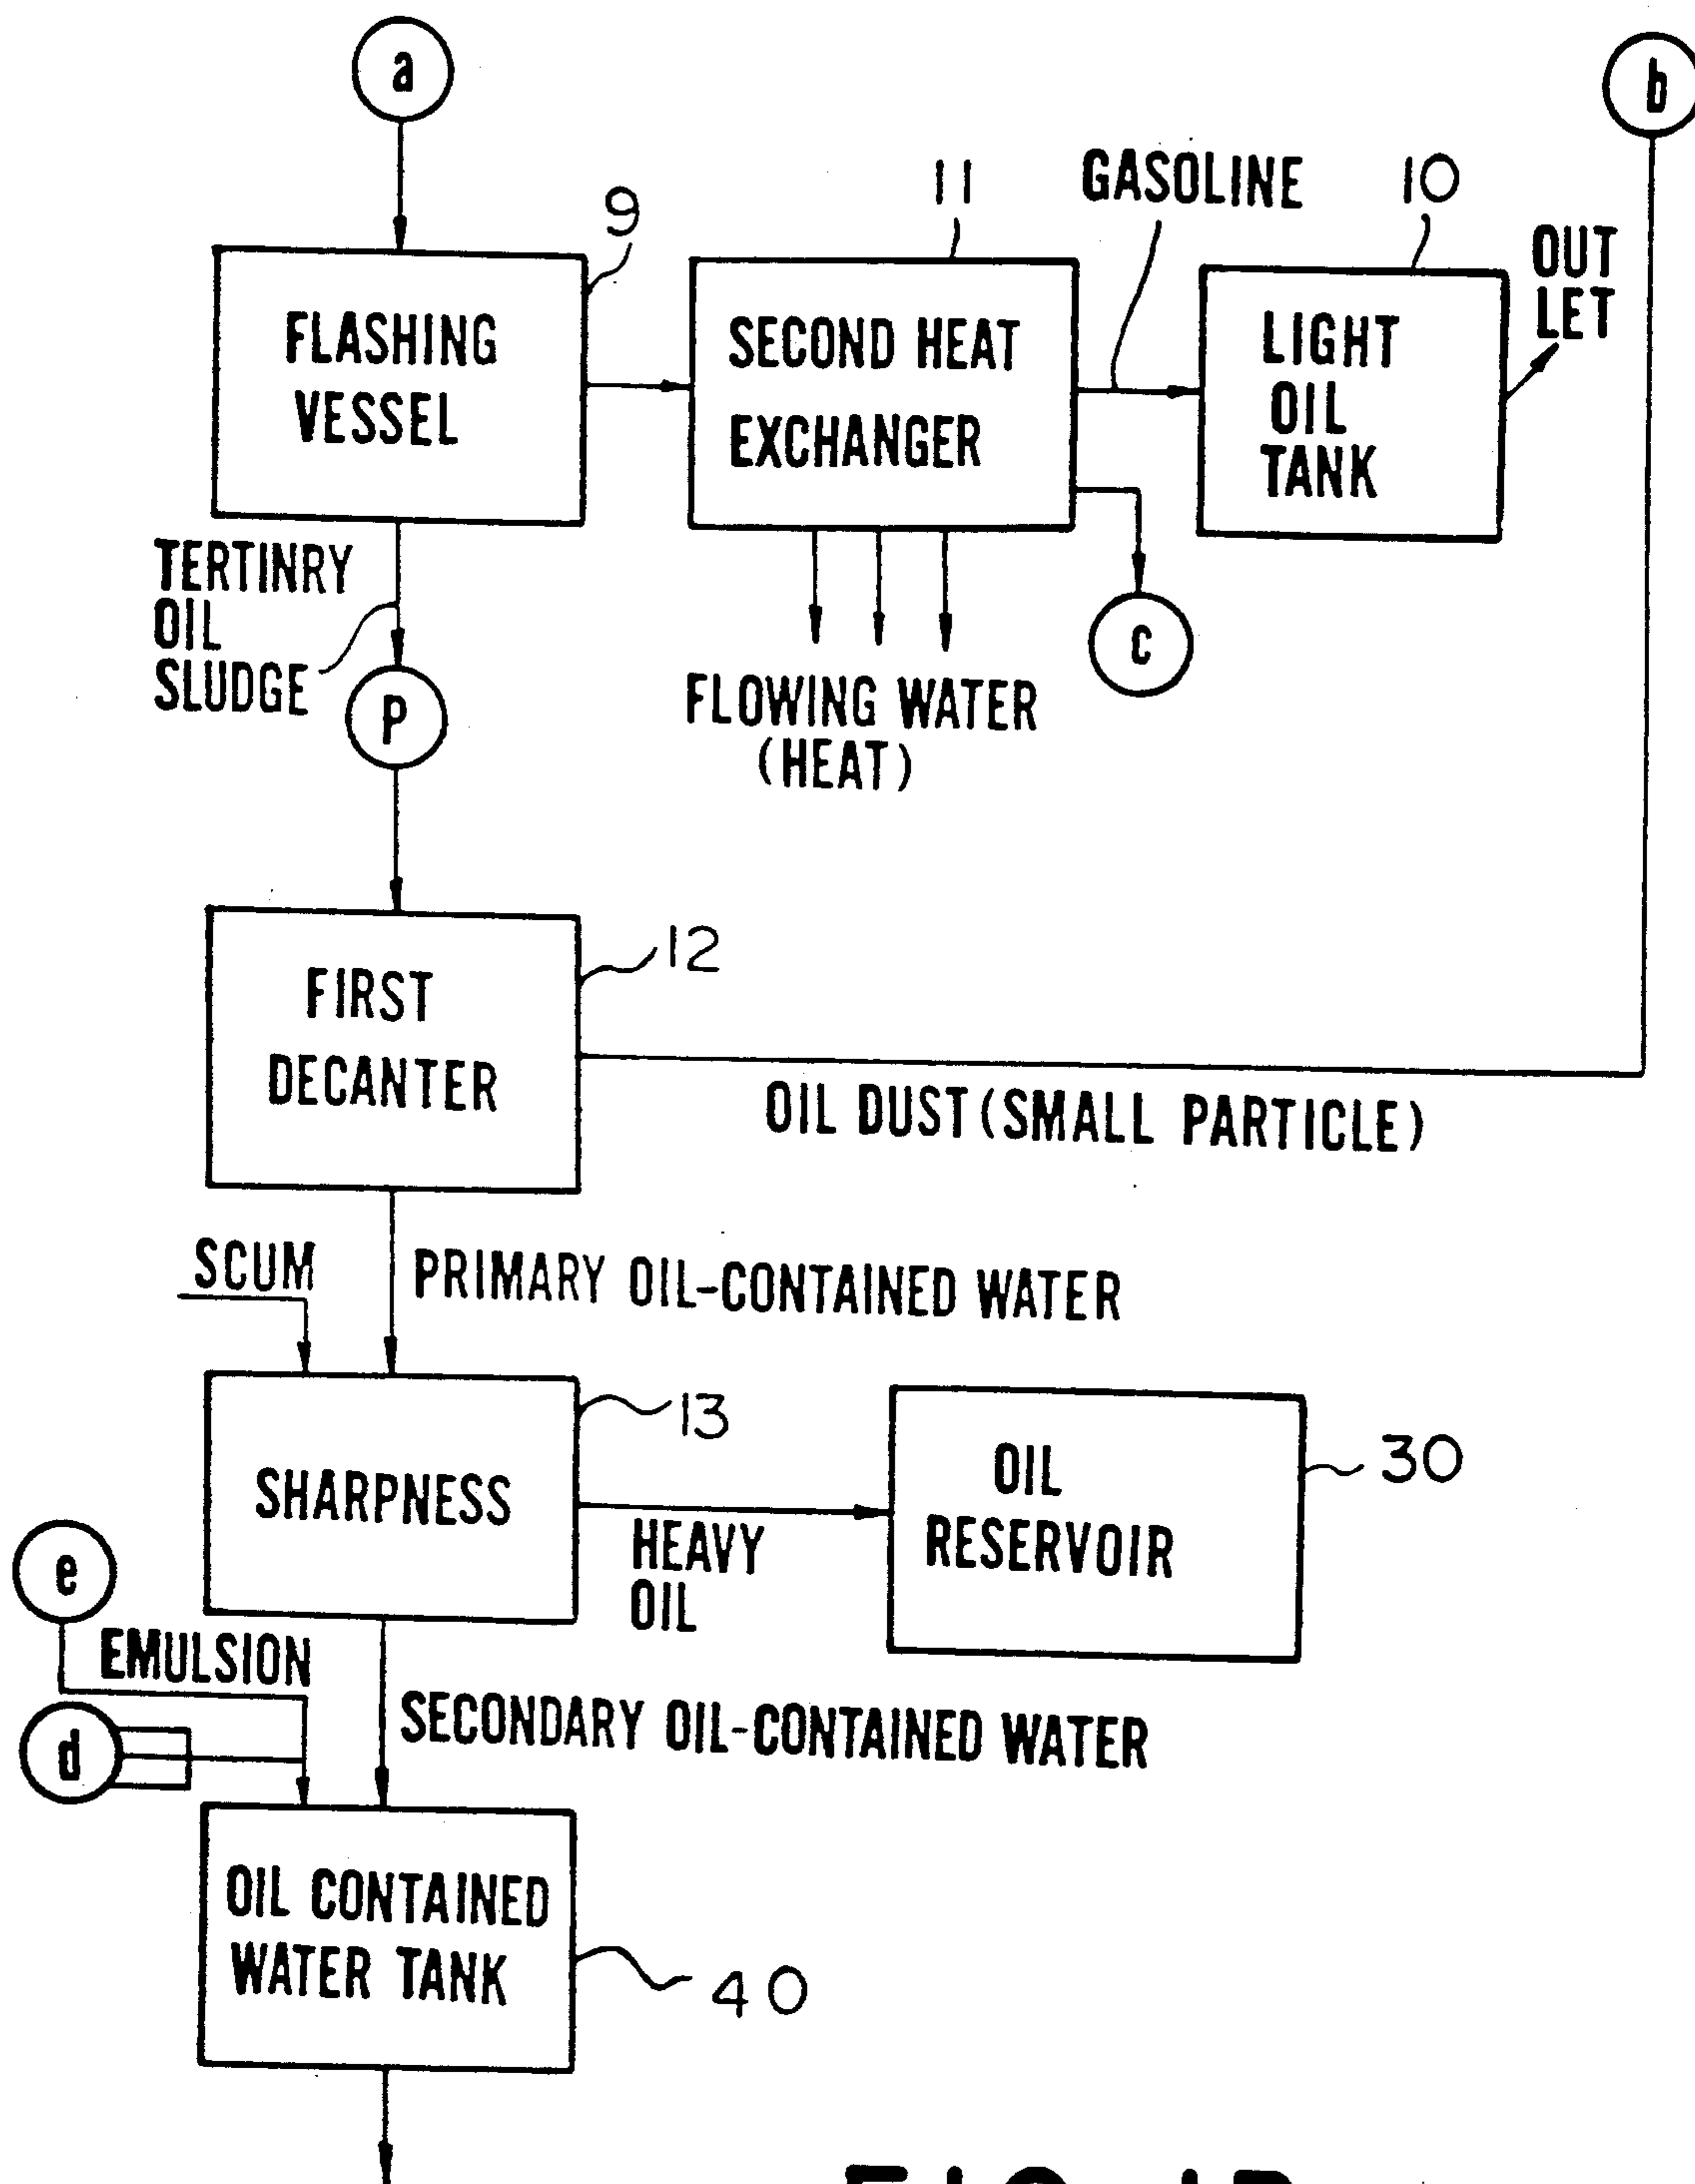 a
b
9
11
GASOLINE
10
OUT
LET
FLASHING
VESSEL
SECOND HEAT
EXCHANGER
LIGHT
OIL
TANK
TERTINRY
OIL
SLUDGE
P
C
FLOWING WATER
(HEAT)
FIRST
DECANTER
12
OIL DUST (SMALL PARTICLE)
SCUM
PRIMARY OIL-CONTAINED WATER
SHARPNESS
13
HEAVY
OIL
OIL
RESERVOIR
30
e
EMULSION
d
SECONDARY OIL-CONTAINED WATER
OIL CONTAINED
WATER TANK
40